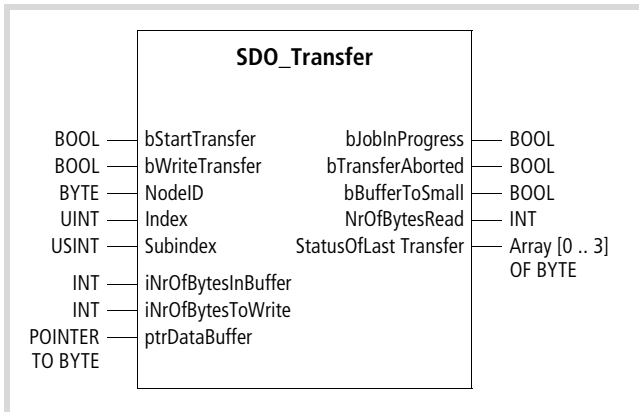 SDO_Transfer
BOOL bStartTransfer bJobInProgress BOOL
BOOL bWriteTransfer bTransferAborted BOOL
BYTE NodeID bBufferToSmall BOOL
UINT Index NrOfBytesRead INT
USINT Subindex StatusOfLast Transfer Array [0 .. 3]
OF BYTE
INT iNrOfBytesInBuffer
INT iNrOfBytesToWrite
POINTER ptrDataBuffer
TO BYTE